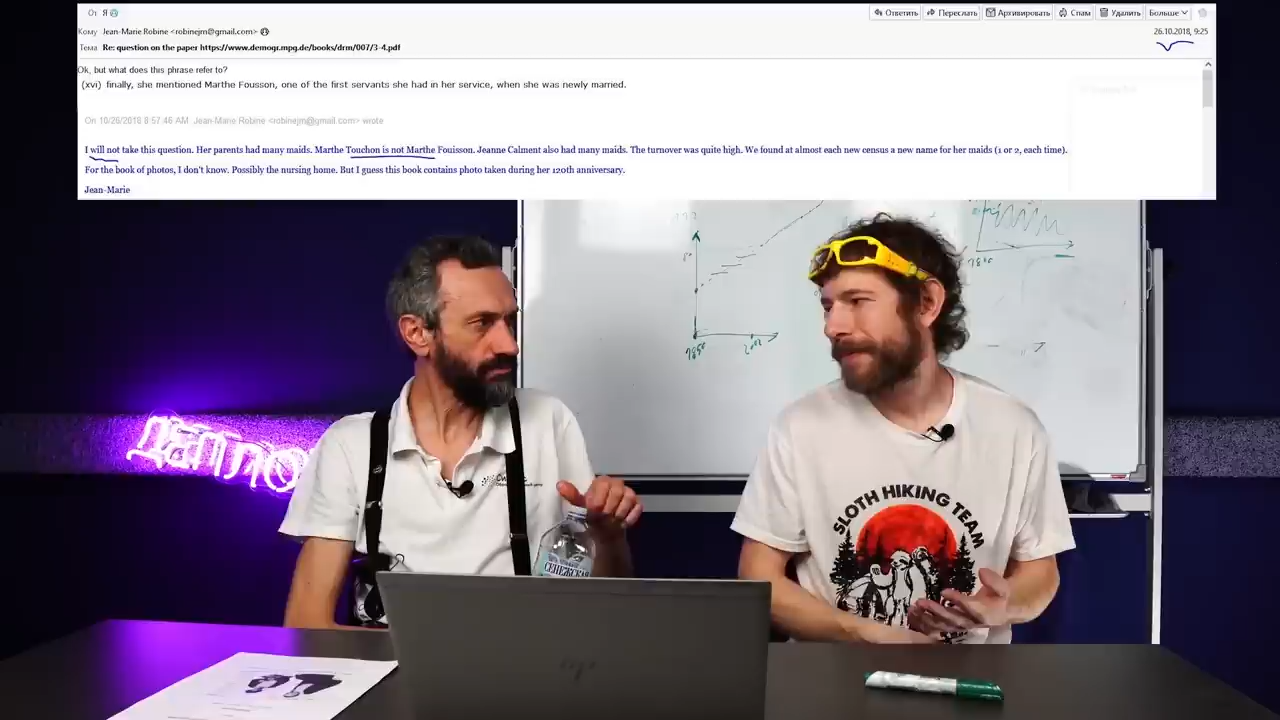 От Я
Ответить Переслать Архивировать Спам Удалить Больше
Кому Jean-Marie Robine <robinejm@gmail.com>
26.10.2018, 9:25
Тема Re: question on the paper https://www.demogr.mpg.de/books/drm/007/3-4.pdf
Ok, but what does this phrase refer to?
(xvi) finally, she mentioned Marthe Fousson, one of the first servants she had in her service, when she was newly married.
On 10/26/2018 8:57:46 AM, Jean-Marie Robine <robinejm@gmail.com> wrote
I will not take this question. Her parents had many maids. Marthe Touchon is not Marthe Fouisson. Jeanne Calment also had many maids. The turnover was quite high. We found at almost each new census a new name for her maids (1 or 2, each time).
For the book of photos, I don't know. Possibly the nursing home. But I guess this book contains photo taken during her 120th anniversary.
Jean-Marie
1850
2001
ДЕПЛО
СЕНЕЖСКАЯ
SLOTH HIKING TEAM
hp